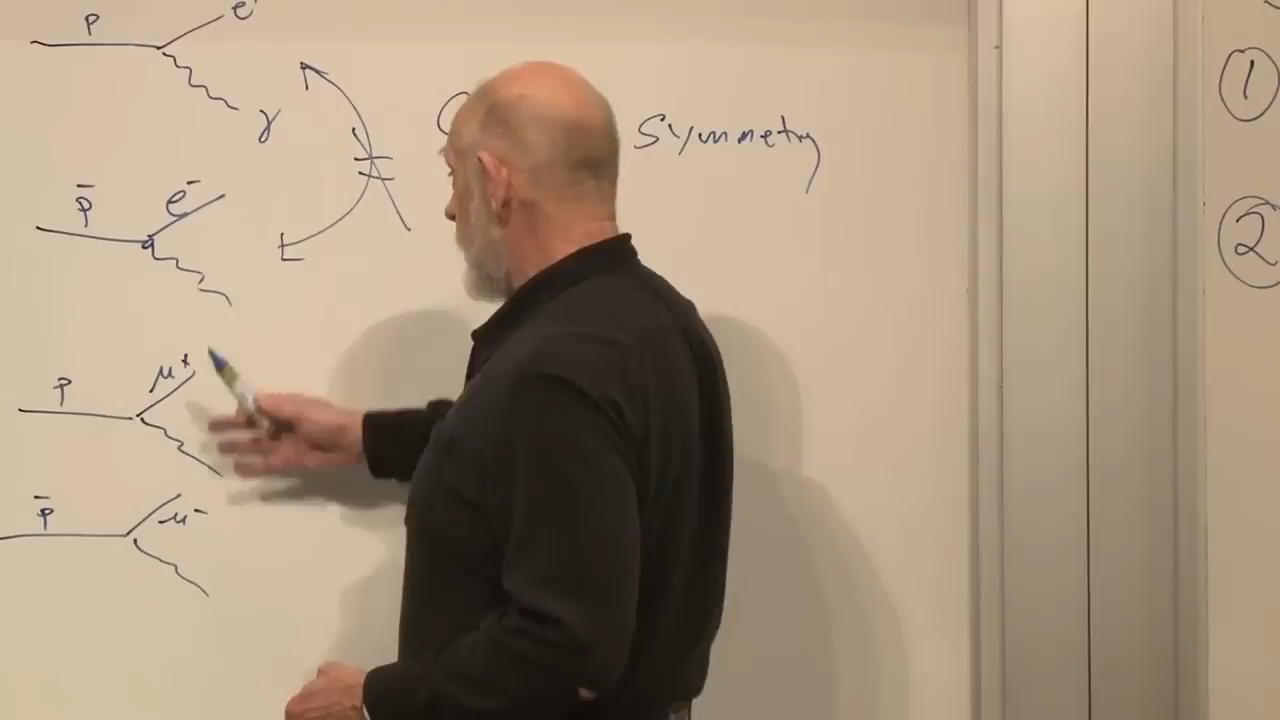 p e
γ
C Symmetry
p̄ e⁻
p μ⁺
p̄ μ⁻
①
②